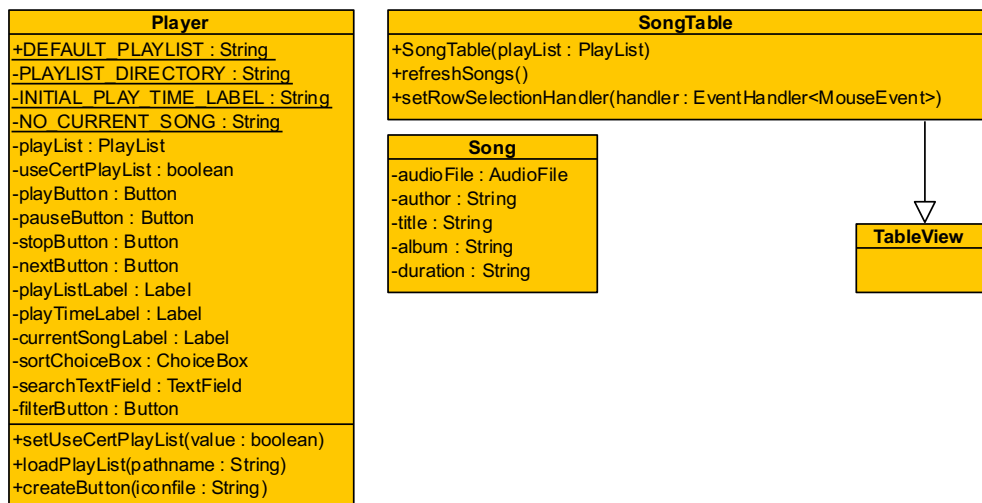 Player
+DEFAULT_PLAYLIST : String
-PLAYLIST_DIRECTORY : String
-INITIAL_PLAY_TIME_LABEL : String
-NO_CURRENT_SONG : String
-playList : PlayList
-useCertPlayList : boolean
-playButton : Button
-pauseButton : Button
-stopButton : Button
-nextButton : Button
-playListLabel : Label
-playTimeLabel : Label
-currentSongLabel : Label
-sortChoiceBox : ChoiceBox
-searchTextField : TextField
-filterButton : Button
+setUseCertPlayList(value : boolean)
+loadPlayList(pathname : String)
+createButton(iconfile : String)
SongTable
+SongTable(playList : PlayList)
+refreshSongs()
+setRowSelectionHandler(handler : EventHandler<MouseEvent>)
Song
-audioFile : AudioFile
-author : String
-title : String
-album : String
-duration : String
TableView